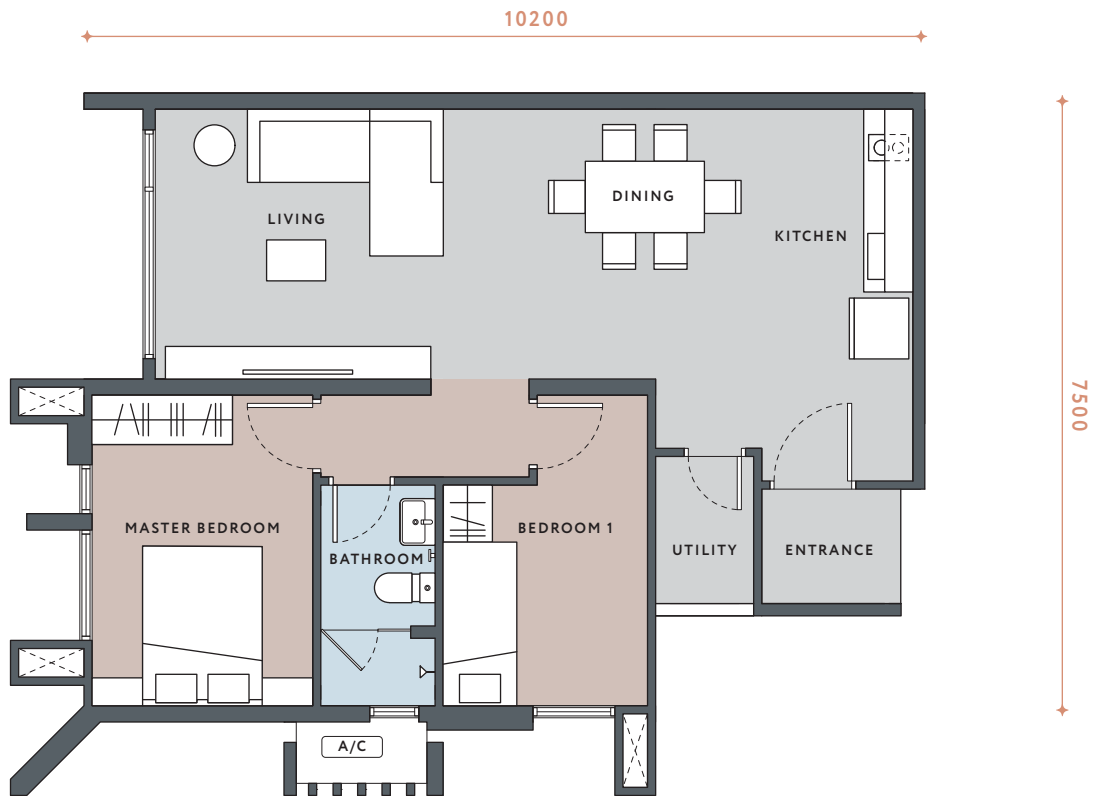 10200
DINING
LIVING
KITCHEN
7500
MASTER BEDROOM
BEDROOM 1
BATHROOM
UTILITY
ENTRANCE
A/C